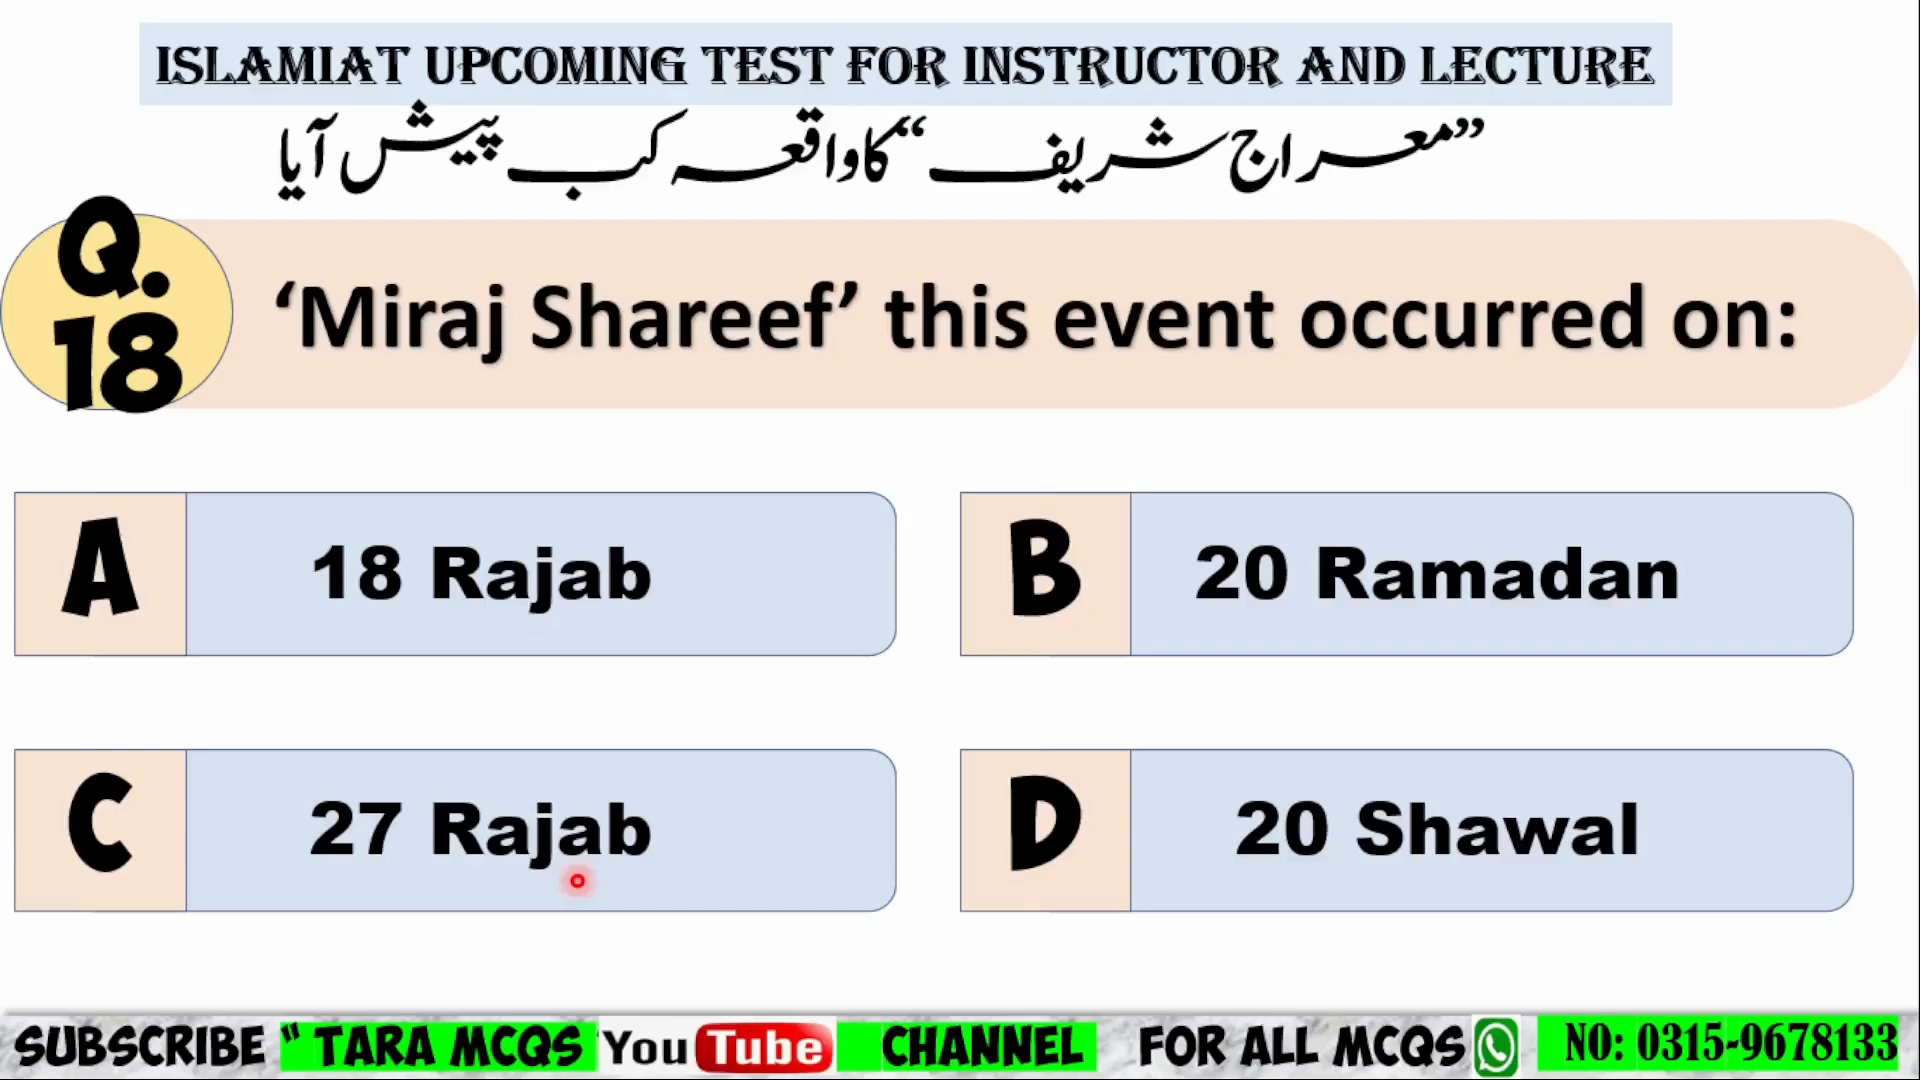 ISLAMIAT UPCOMING TEST FOR INSTRUCTOR AND LECTURE
”معراج شریف“ کا واقعہ کب پیش آیا
Q. 18
‘Miraj Shareef’ this event occurred on:
A 18 Rajab
B 20 Ramadan
C 27 Rajab
D 20 Shawal
SUBSCRIBE “ TARA MCQS YouTube CHANNEL FOR ALL MCQS NO: 0315-9678133